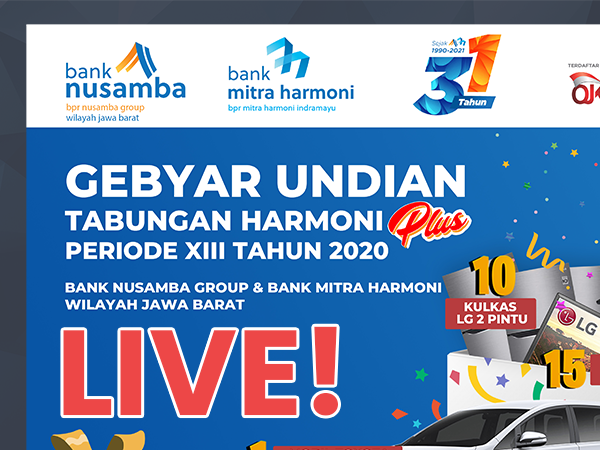 bank
nusamba
bpr nusamba group
wilayah jawa barat
bank
mitra harmoni
bpr mitra harmoni indramayu
Sejak
1990-2021
31
Tahun
TERDAFTAR
GEBYAR UNDIAN
TABUNGAN HARMONI Plus
PERIODE XIII TAHUN 2020
BANK NUSAMBA GROUP & BANK MITRA HARMONI
WILAYAH JAWA BARAT
LIVE!
10
KULKAS
LG 2 PINTU
LG
15